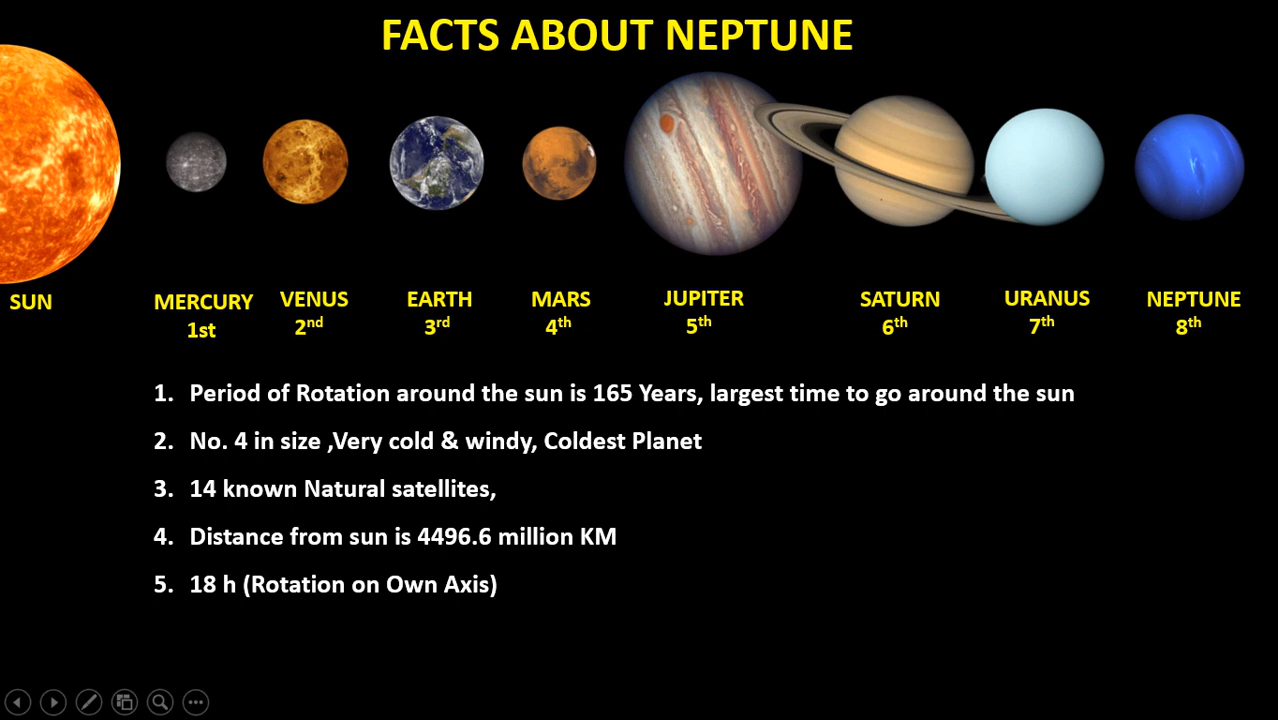 FACTS ABOUT NEPTUNE
SUN
MERCURY
1st
VENUS
2nd
EARTH
3rd
MARS
4th
JUPITER
5th
SATURN
6th
URANUS
7th
NEPTUNE
8th
1. Period of Rotation around the sun is 165 Years, largest time to go around the sun
2. No. 4 in size ,Very cold & windy, Coldest Planet
3. 14 known Natural satellites,
4. Distance from sun is 4496.6 million KM
5. 18 h (Rotation on Own Axis)